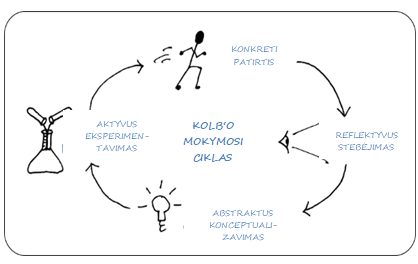 KONKRETI
PATIRTIS
AKTYVUS
EKSPERIMEN-
TAVIMAS
KOLB'O
MOKYMOSI
CIKLAS
REFLEKTYVUS
STEBĖJIMAS
ABSTRAKTUS
KONCEPTUALI-
ZAVIMAS